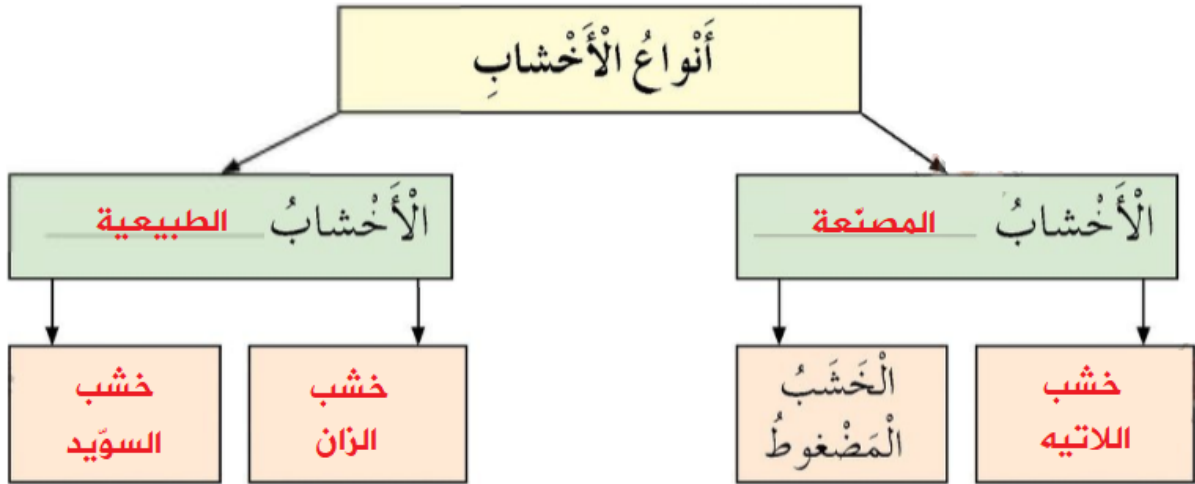 أَنْواعُ الْأَخْشابِ
الْأَخْشابُ المصنّعة
الْأَخْشابُ الطبيعية
خشب
اللاتيه
الْخَشَبُ
الْمَضْغوطُ
خشب
الزان
خشب
السوّيد